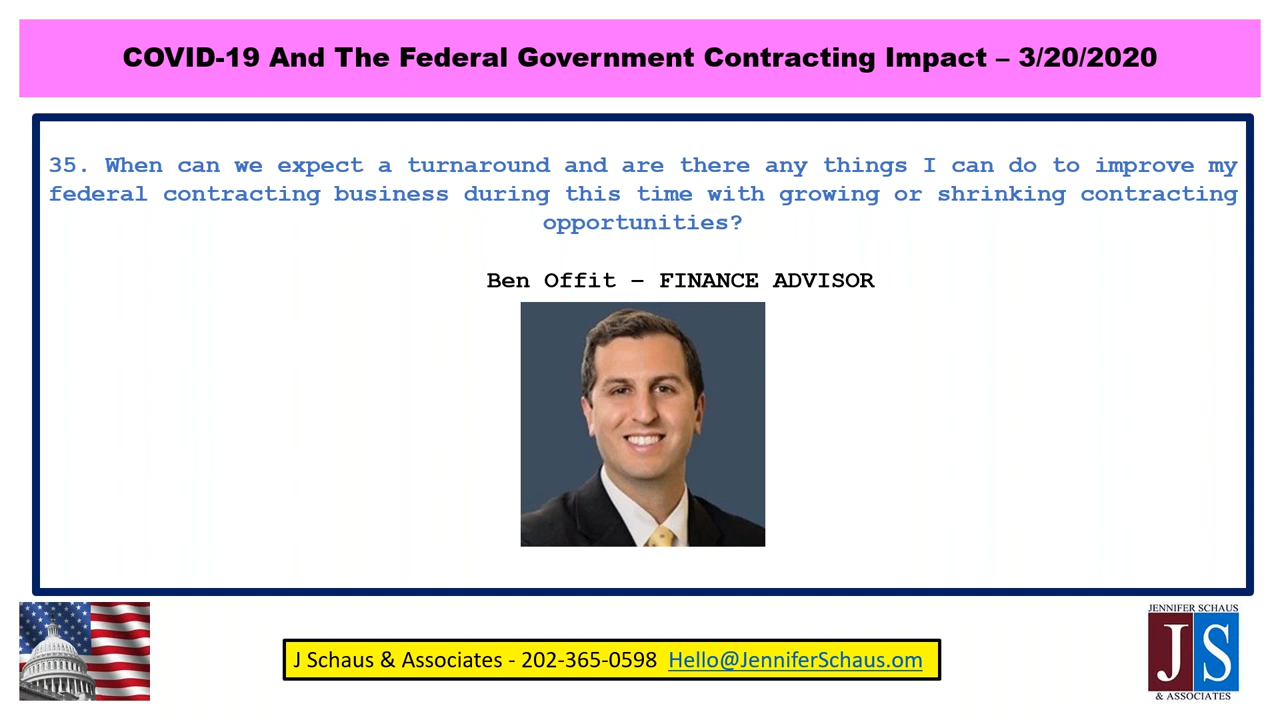 COVID-19 And The Federal Government Contracting Impact – 3/20/2020
35. When can we expect a turnaround and are there any things I can do to improve my
federal contracting business during this time with growing or shrinking contracting
opportunities?
Ben Offit – FINANCE ADVISOR
J Schaus & Associates - 202-365-0598 Hello@JenniferSchaus.om
JENNIFER SCHAUS
JS
& ASSOCIATES